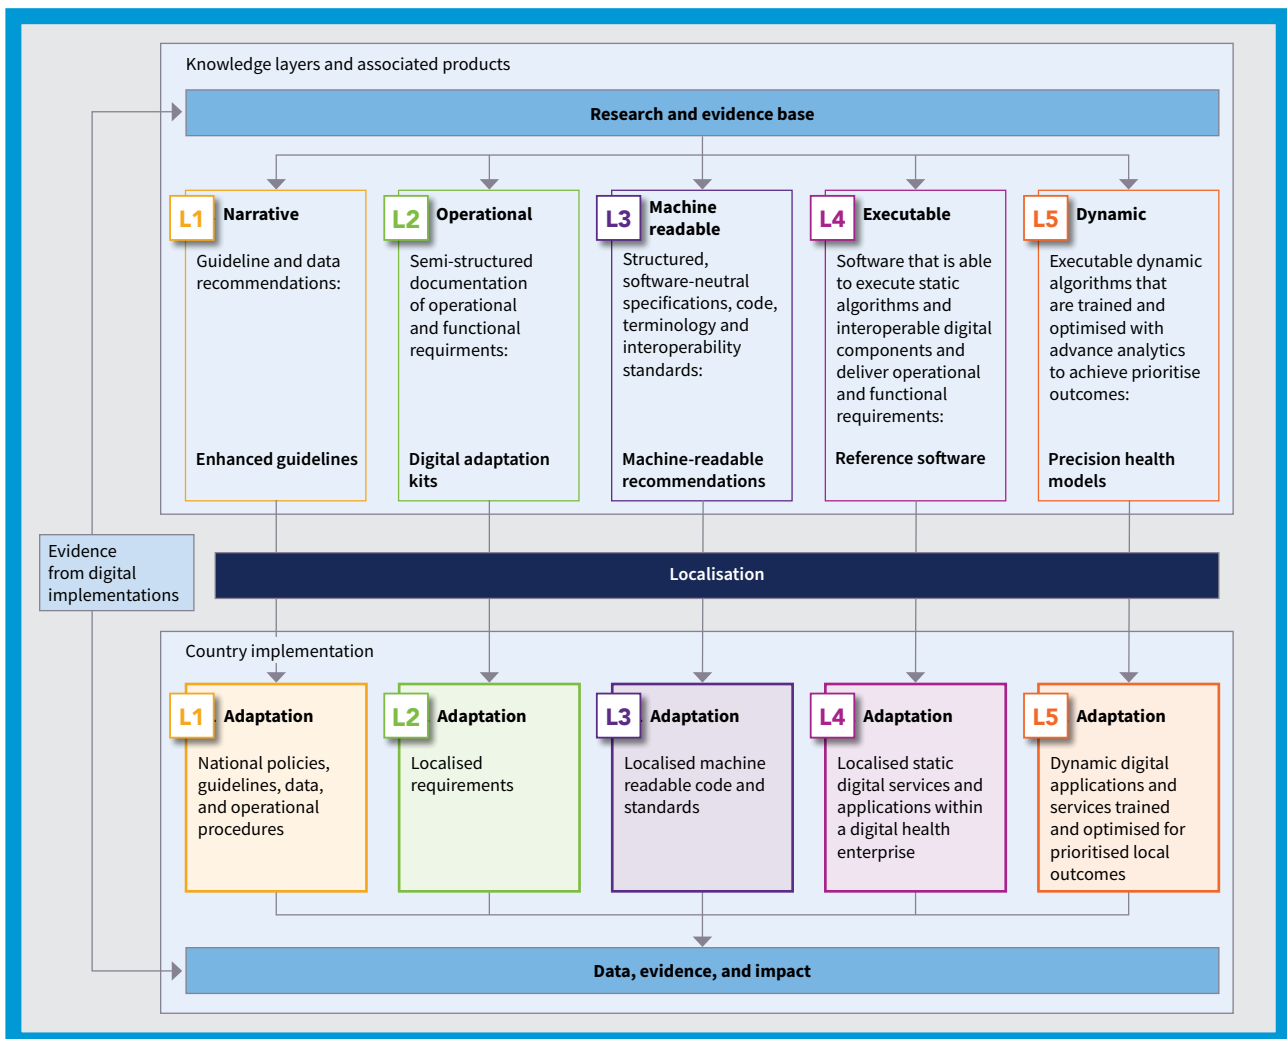 Knowledge layers and associated products
Research and evidence base
L1 Narrative
Guideline and data
recommendations:
Enhanced guidelines
L2 Operational
Semi-structured
documentation
of operational
and functional
requirments:
Digital adaptation
kits
L3 Machine
readable
Structured,
software-neutral
specifications, code,
terminology and
interoperability
standards:
Machine-readable
recommendations
L4 Executable
Software that is able
to execute static
algorithms and
interoperable digital
components and
deliver operational
and functional
requirements:
Reference software
L5 Dynamic
Executable dynamic
algorithms that
are trained and
optimised with
advance analytics
to achieve prioritise
outcomes:
Precision health
models
Evidence
from digital
implementations
Localisation
Country implementation
L1 Adaptation
National policies,
guidelines, data,
and operational
procedures
L2 Adaptation
Localised
requirements
L3 Adaptation
Localised machine
readable code and
standards
L4 Adaptation
Localised static
digital services and
applications within
a digital health
enterprise
L5 Adaptation
Dynamic digital
applications and
services trained
and optimised for
prioritised local
outcomes
Data, evidence, and impact